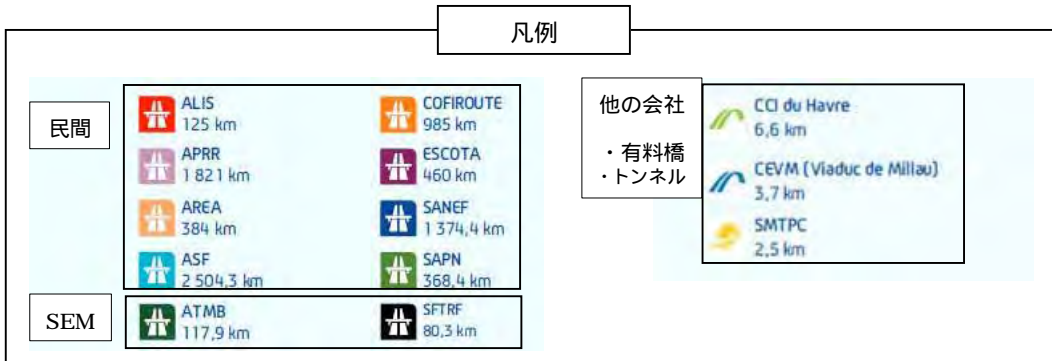 凡例
民間
ALIS
125 km
COFIROUTE
985 km
APRR
1 821 km
ESCOTA
460 km
AREA
384 km
SANEF
1 374,4 km
ASF
2 504,3 km
SAPN
368,4 km
SEM
ATMB
117,9 km
SFTRF
80,3 km
他の会社
・有料橋
・トンネル
CCI du Havre
6,6 km
CEVM (Viaduc de Millau)
3,7 km
SMTPC
2,5 km